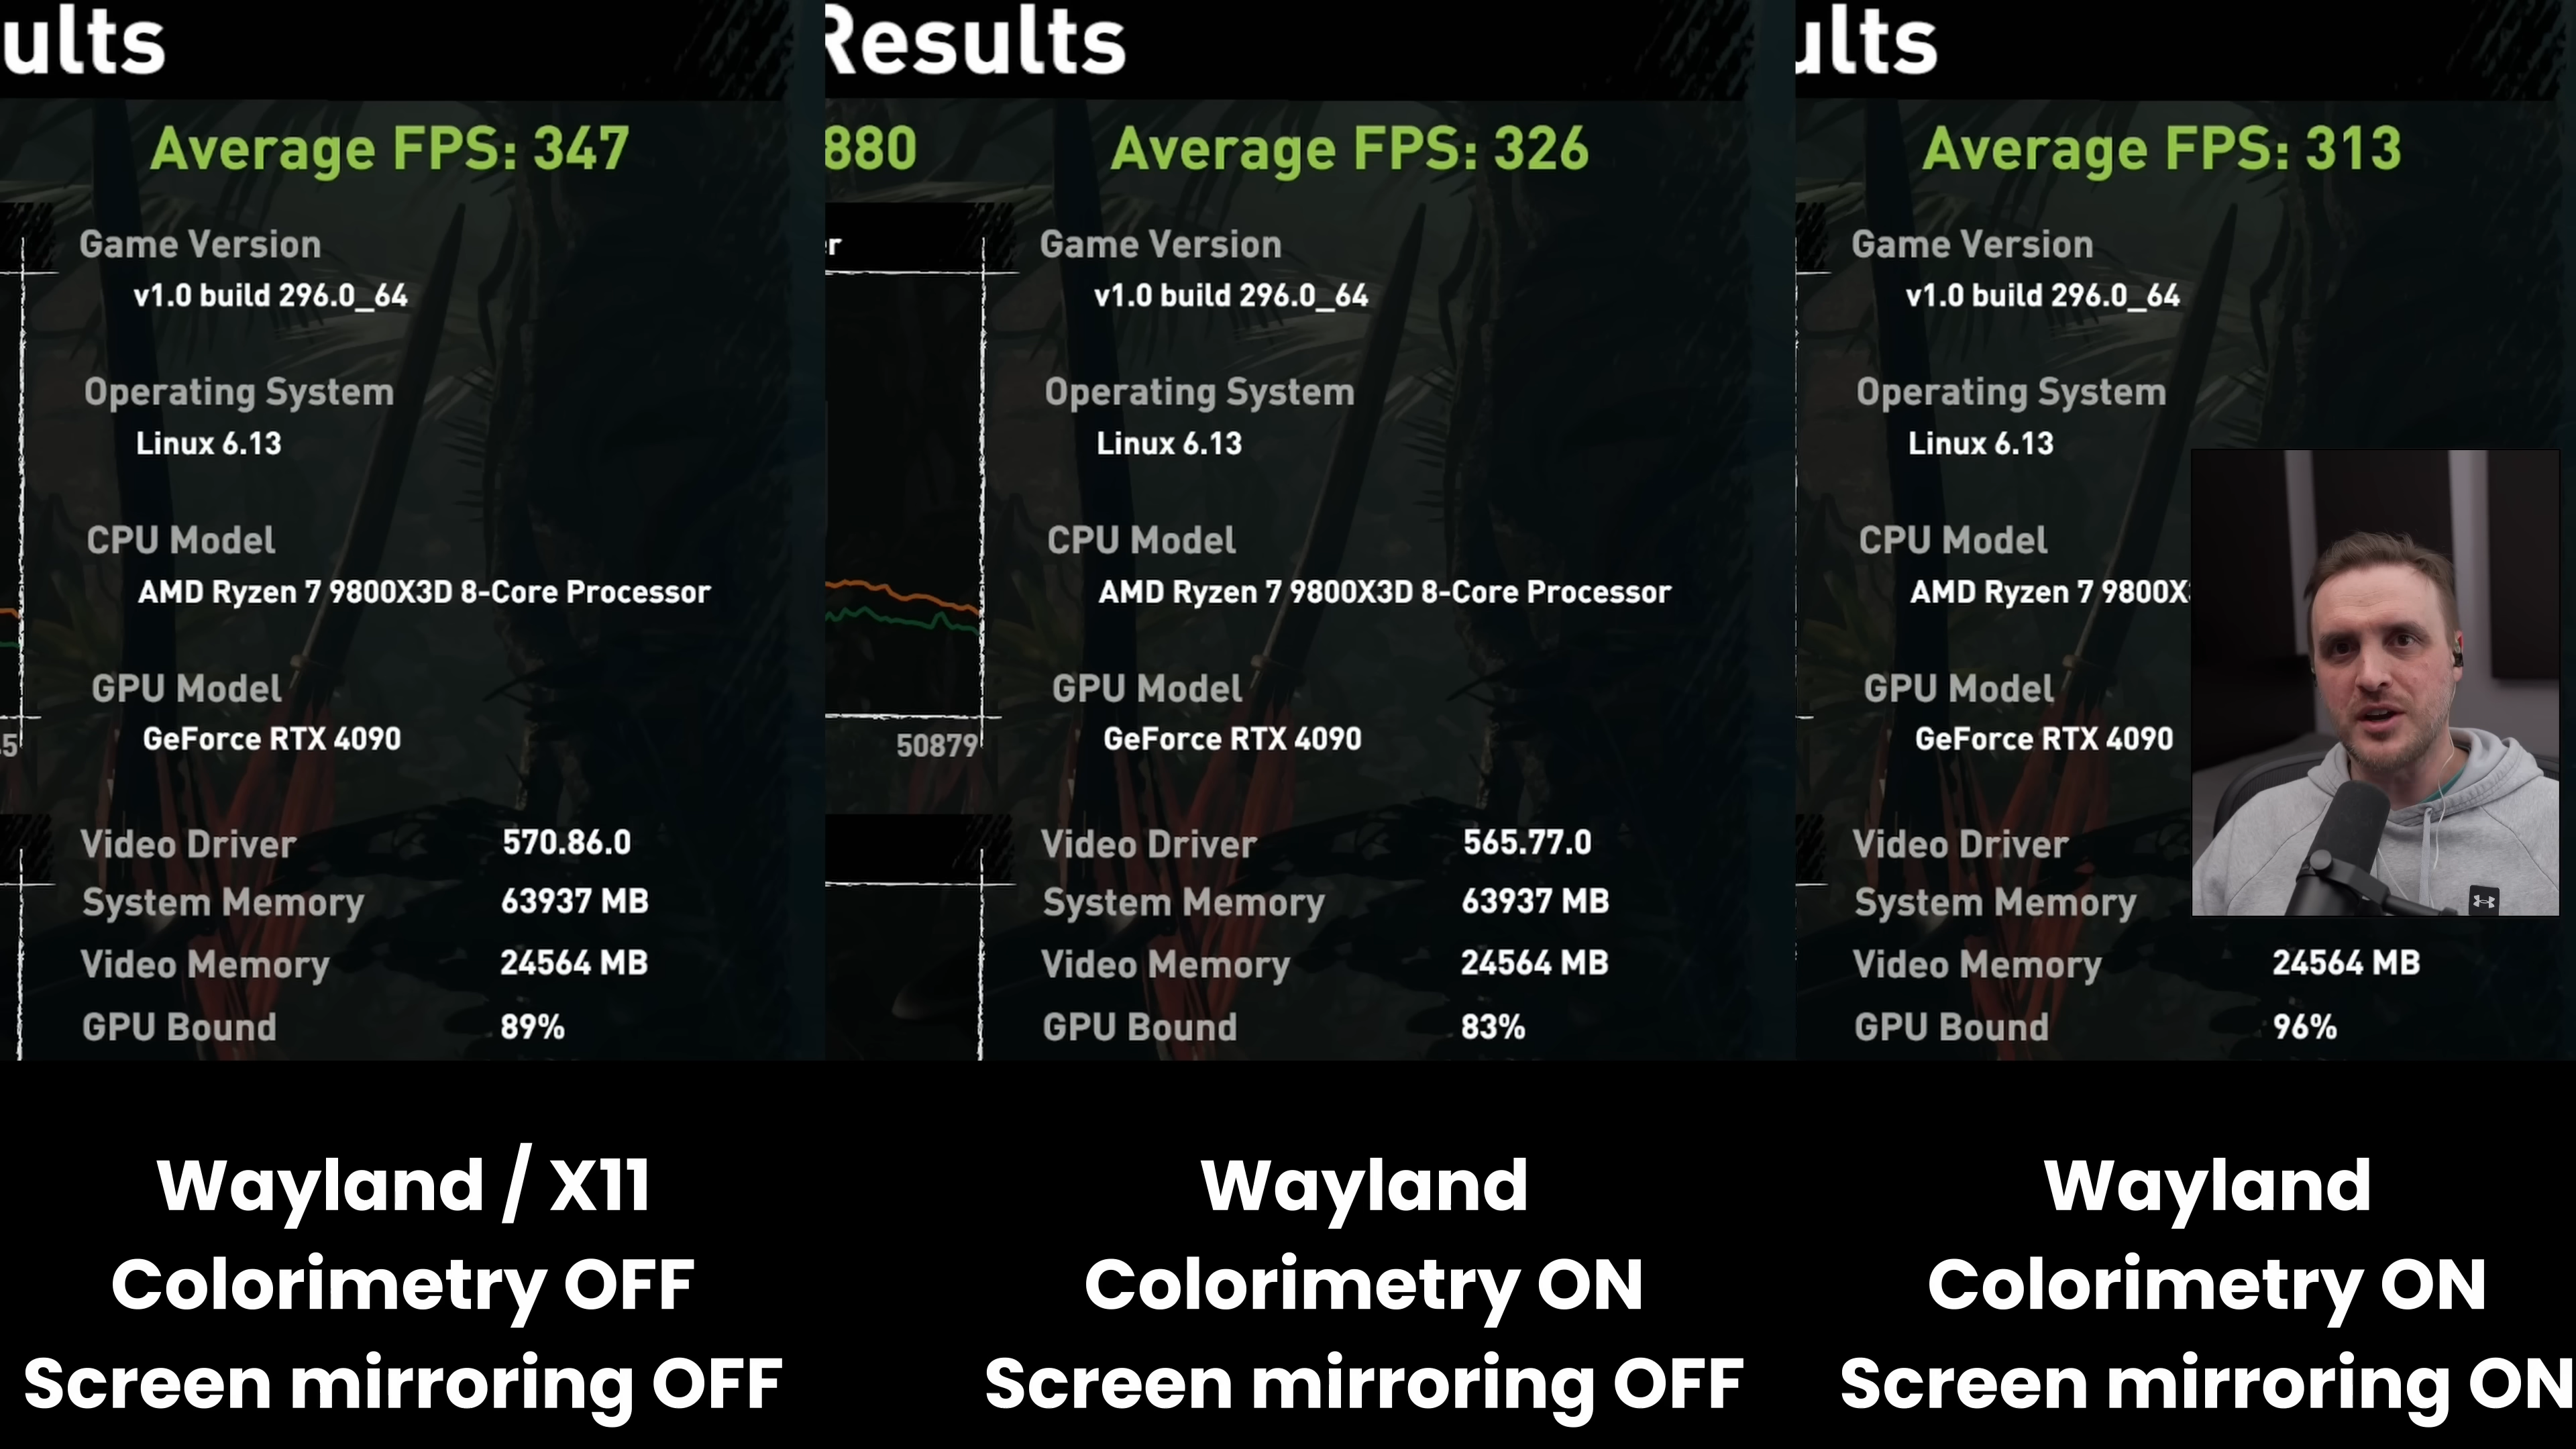 ults
Average FPS: 347
Game Version
v1.0 build 296.0_64
Operating System
Linux 6.13
CPU Model
AMD Ryzen 7 9800X3D 8-Core Processor
GPU Model
GeForce RTX 4090
5
Video Driver 570.86.0
System Memory 63937 MB
Video Memory 24564 MB
GPU Bound 89%
Wayland / X11
Colorimetry OFF
Screen mirroring OFF
Results
880 Average FPS: 326
er
Game Version
v1.0 build 296.0_64
Operating System
Linux 6.13
CPU Model
AMD Ryzen 7 9800X3D 8-Core Processor
GPU Model
GeForce RTX 4090
50879
Video Driver 565.77.0
System Memory 63937 MB
Video Memory 24564 MB
GPU Bound 83%
Wayland
Colorimetry ON
Screen mirroring OFF
ults
Average FPS: 313
Game Version
v1.0 build 296.0_64
Operating System
Linux 6.13
CPU Model
AMD Ryzen 7 9800X
GPU Model
GeForce RTX 4090
Video Driver
System Memory
Video Memory 24564 MB
GPU Bound 96%
Wayland
Colorimetry ON
Screen mirroring ON